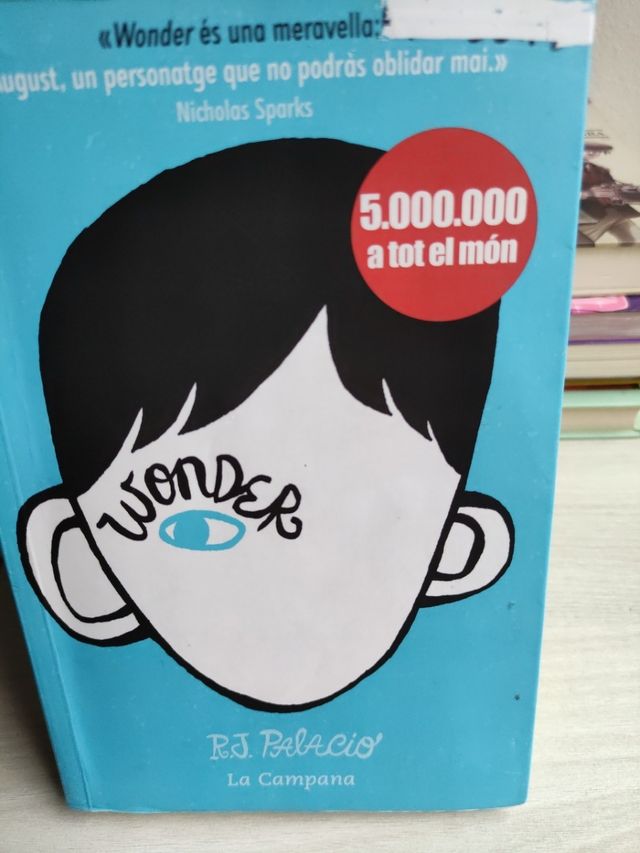 «Wonder és una meravella:
ugust, un personatge que no podràs oblidar mai.»
Nicholas Sparks
5.000.000
a tot el món
WONDER
R.J. PALACIO
La Campana